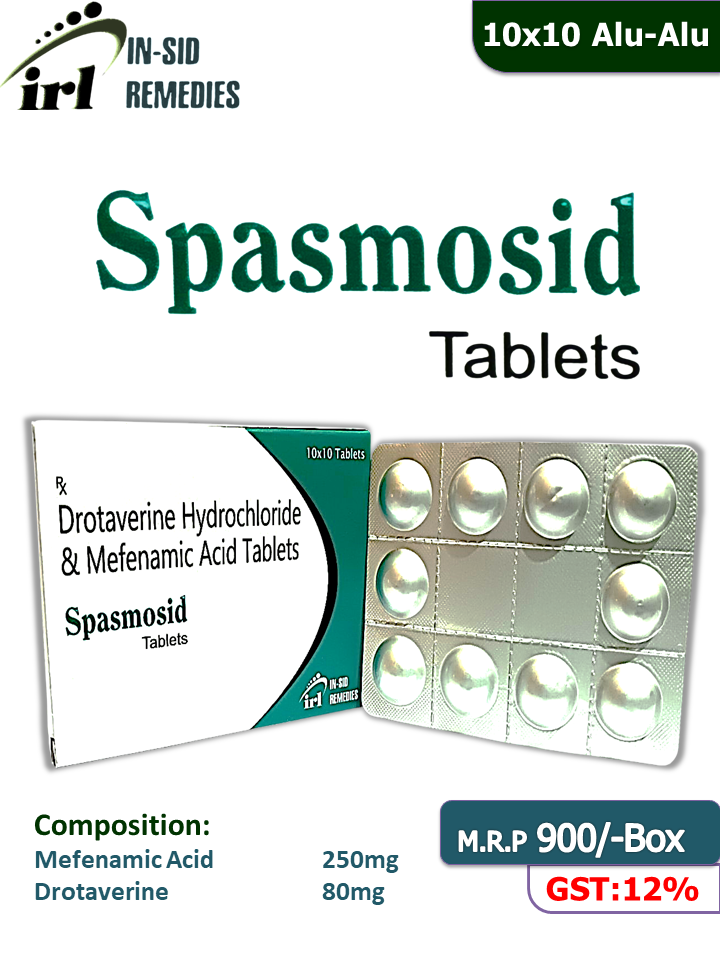 irl IN-SID
REMEDIES
10x10 Alu-Alu
Spasmosid
Tablets
10x10 Tablets
Rx
Drotaverine Hydrochloride
& Mefenamic Acid Tablets
Spasmosid
Tablets
irl IN-SID
REMEDIES
Composition:
Mefenamic Acid 250mg
Drotaverine 80mg
M.R.P 900/-Box
GST:12%